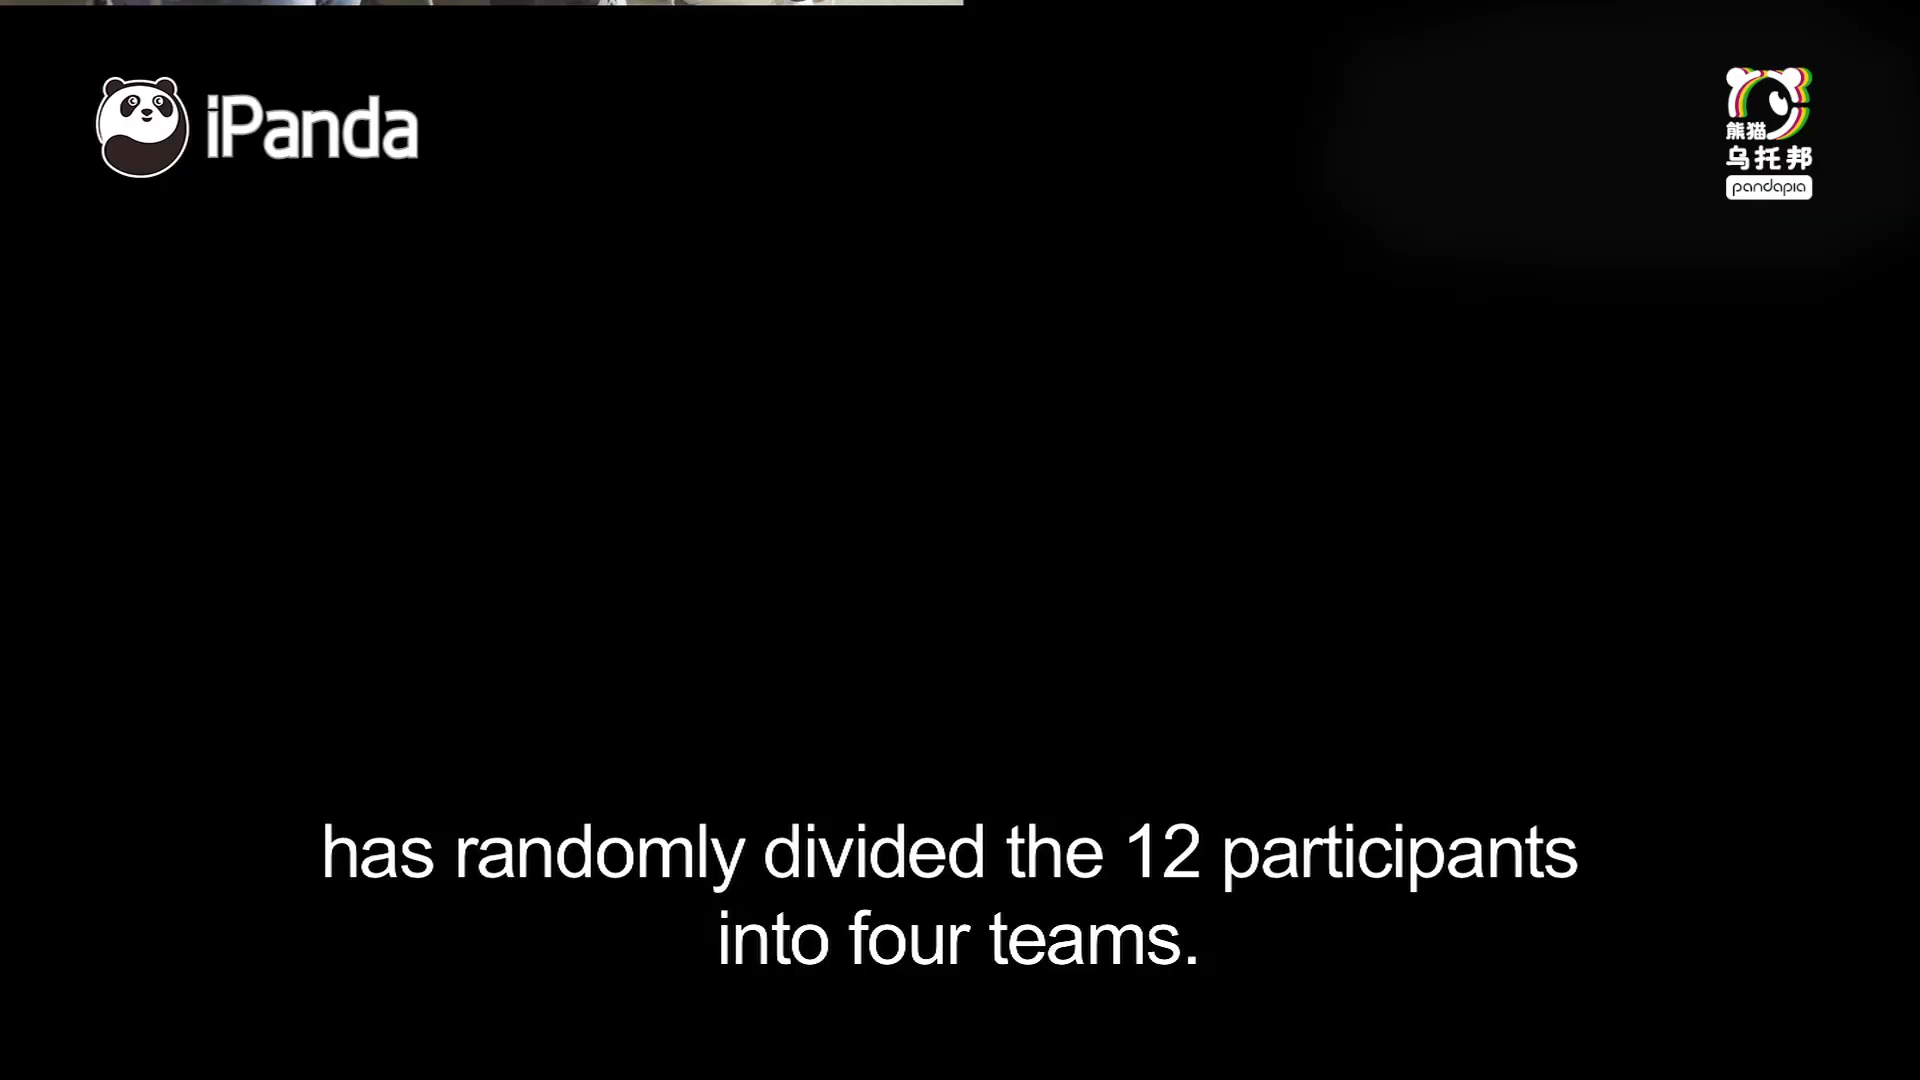 iPanda
熊猫
乌托邦
pandapia
has randomly divided the 12 participants
into four teams.